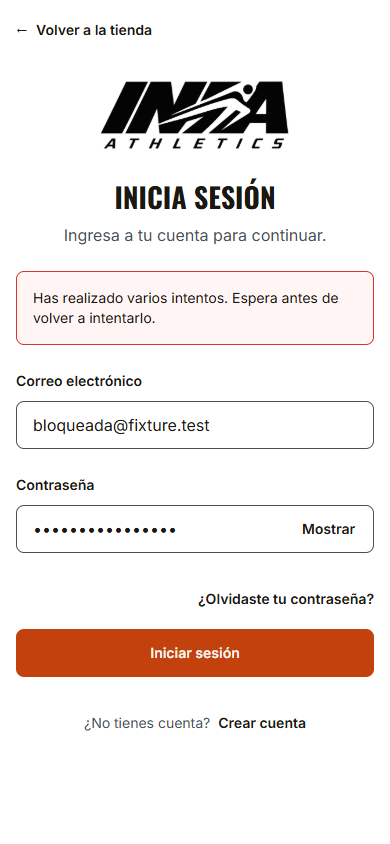 ← Volver a la tienda
INZA
ATHLETICS
INICIA SESIÓN
Ingresa a tu cuenta para continuar.
Has realizado varios intentos. Espera antes de
volver a intentarlo.
Correo electrónico
bloqueada@fixture.test
Contraseña
•••••••••••••••• Mostrar
¿Olvidaste tu contraseña?
Iniciar sesión
¿No tienes cuenta? Crear cuenta